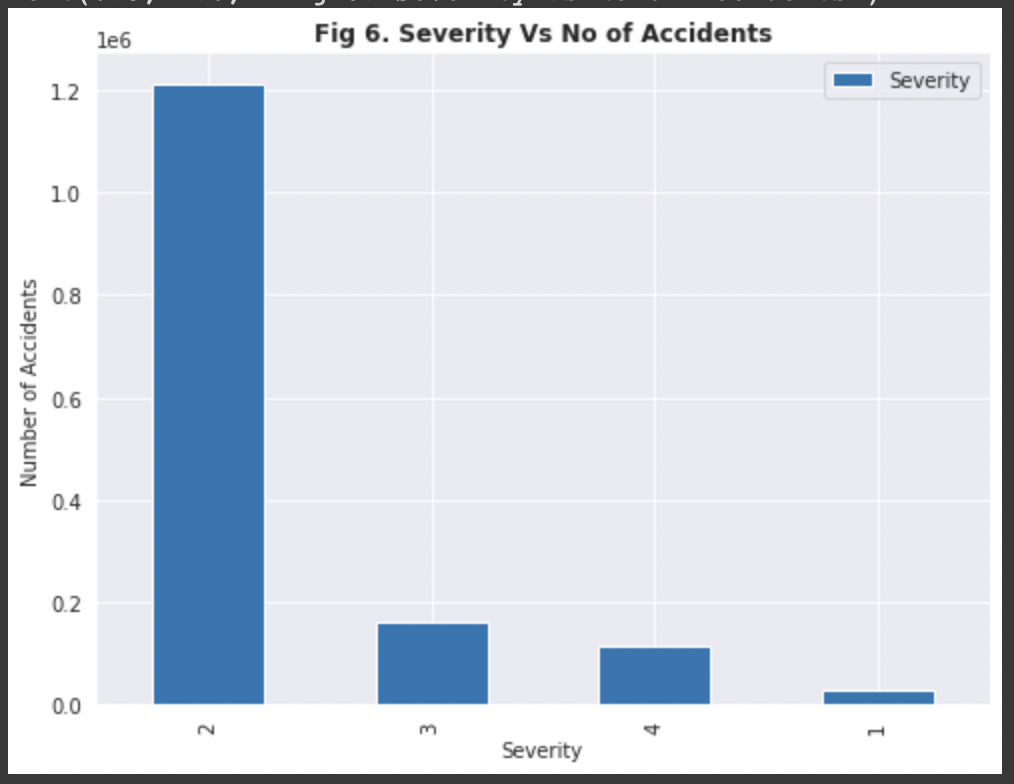 Fig 6. Severity Vs No of Accidents
1e6
Severity
1.2
1.0
0.8
0.6
0.4
0.2
0.0
Number of Accidents
2
3
4
1
Severity